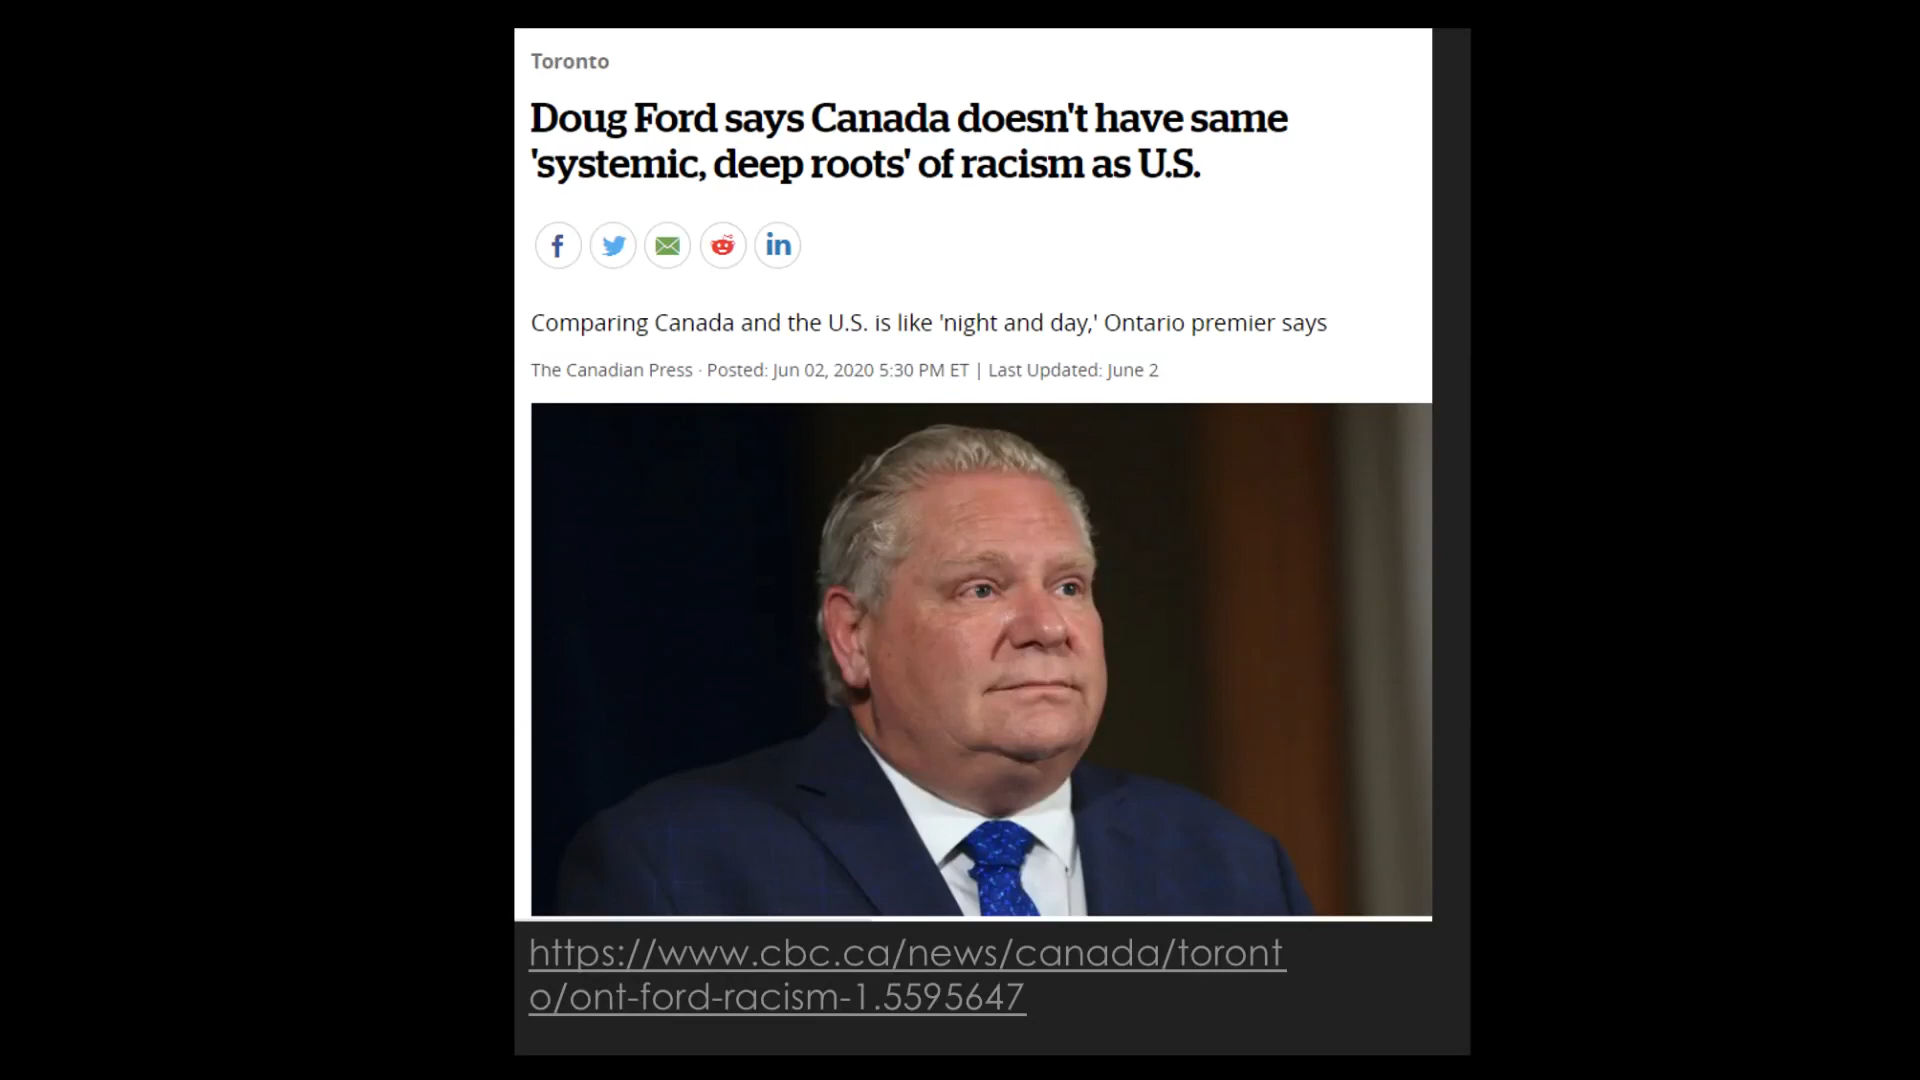 Toronto
Doug Ford says Canada doesn't have same
'systemic, deep roots' of racism as U.S.
f in
Comparing Canada and the U.S. is like 'night and day,' Ontario premier says
The Canadian Press · Posted: Jun 02, 2020 5:30 PM ET | Last Updated: June 2
https://www.cbc.ca/news/canada/toront
o/ont-ford-racism-1.5595647